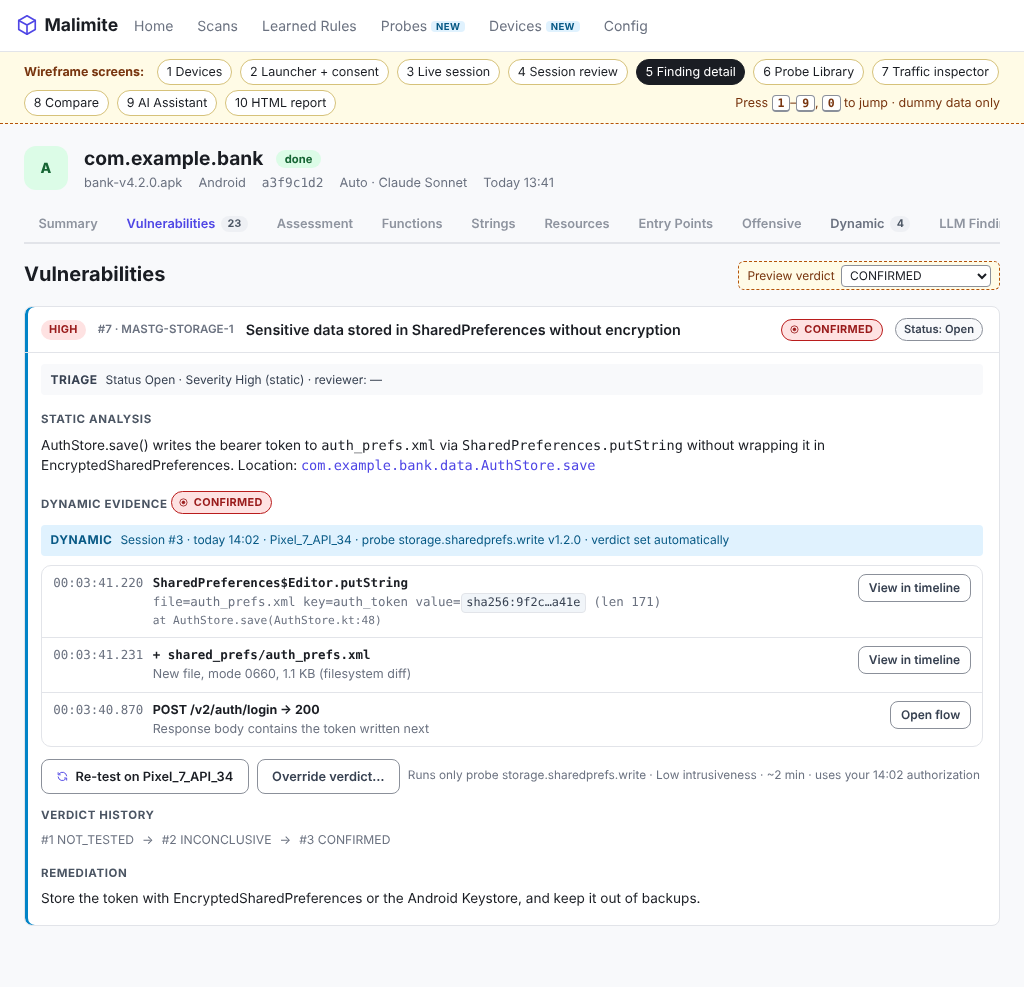 Malimite Home Scans Learned Rules Probes NEW Devices NEW Config
Wireframe screens: 1 Devices 2 Launcher + consent 3 Live session 4 Session review 5 Finding detail 6 Probe Library 7 Traffic inspector
8 Compare 9 AI Assistant 10 HTML report Press 1–9, 0 to jump · dummy data only
A
com.example.bank done
bank-v4.2.0.apk Android a3f9c1d2 Auto · Claude Sonnet Today 13:41
Summary Vulnerabilities 23 Assessment Functions Strings Resources Entry Points Offensive Dynamic 4 LLM Findi
Vulnerabilities Preview verdict CONFIRMED
HIGH #7 · MASTG-STORAGE-1 Sensitive data stored in SharedPreferences without encryption CONFIRMED Status: Open
TRIAGE Status Open · Severity High (static) · reviewer: —
STATIC ANALYSIS
AuthStore.save() writes the bearer token to auth_prefs.xml via SharedPreferences.putString without wrapping it in
EncryptedSharedPreferences. Location: com.example.bank.data.AuthStore.save
DYNAMIC EVIDENCE CONFIRMED
DYNAMIC Session #3 · today 14:02 · Pixel_7_API_34 · probe storage.sharedprefs.write v1.2.0 · verdict set automatically
00:03:41.220 SharedPreferences$Editor.putString View in timeline
file=auth_prefs.xml key=auth_token value=sha256:9f2c…a41e (len 171)
at AuthStore.save(AuthStore.kt:48)
00:03:41.231 + shared_prefs/auth_prefs.xml View in timeline
New file, mode 0660, 1.1 KB (filesystem diff)
00:03:40.870 POST /v2/auth/login → 200 Open flow
Response body contains the token written next
Re-test on Pixel_7_API_34 Override verdict… Runs only probe storage.sharedprefs.write · Low intrusiveness · ~2 min · uses your 14:02 authorization
VERDICT HISTORY
#1 NOT_TESTED → #2 INCONCLUSIVE → #3 CONFIRMED
REMEDIATION
Store the token with EncryptedSharedPreferences or the Android Keystore, and keep it out of backups.